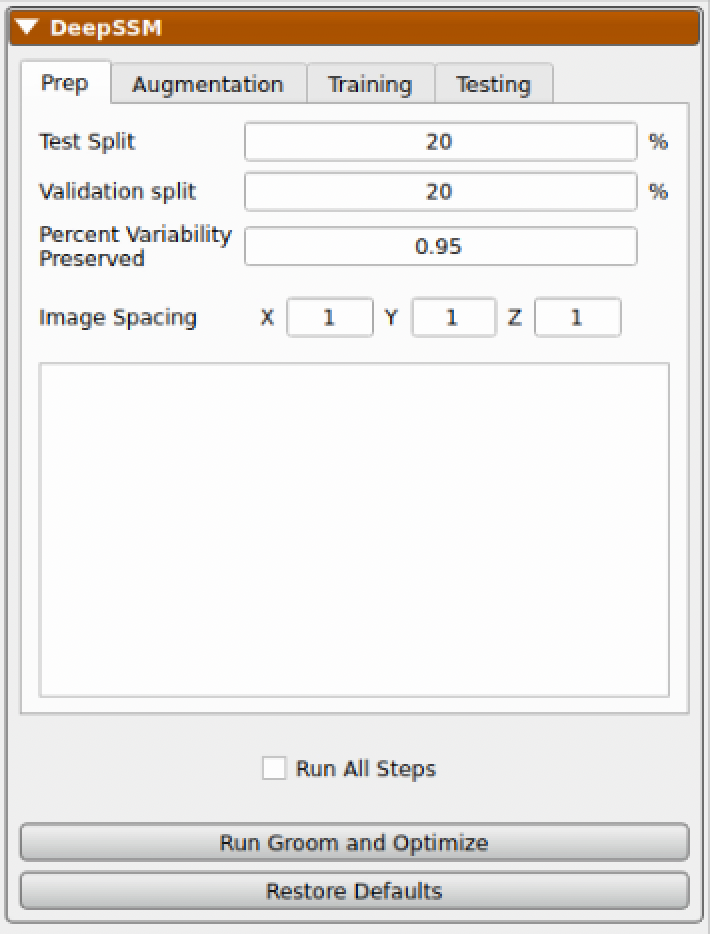 DeepSSM
Prep Augmentation Training Testing
Test Split 20 %
Validation split 20 %
Percent Variability
Preserved 0.95
Image Spacing X 1 Y 1 Z 1
Run All Steps
Run Groom and Optimize
Restore Defaults